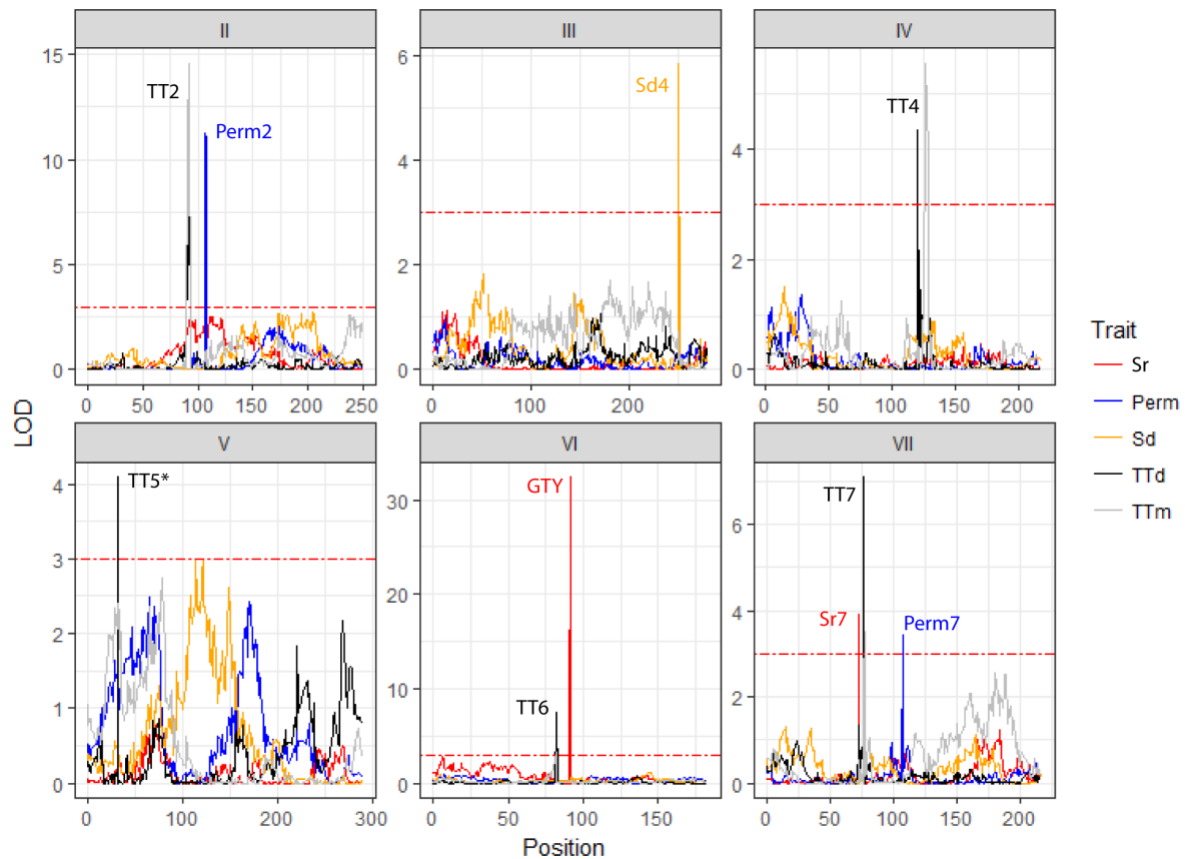 II
III
IV
15
10
5
0
TT2
Perm2
0 50 100 150 200 250
6
4
2
0
Sd4
0 100 200
4
2
0
TT4
0 50 100 150 200
LOD
V
VI
VII
4
3
2
1
0
TT5*
0 100 200 300
30
20
10
0
GTY
TT6
0 50 100 150
6
4
2
0
TT7
Sr7
Perm7
0 50 100 150 200
Position
Trait
Sr
Perm
Sd
TTd
TTm